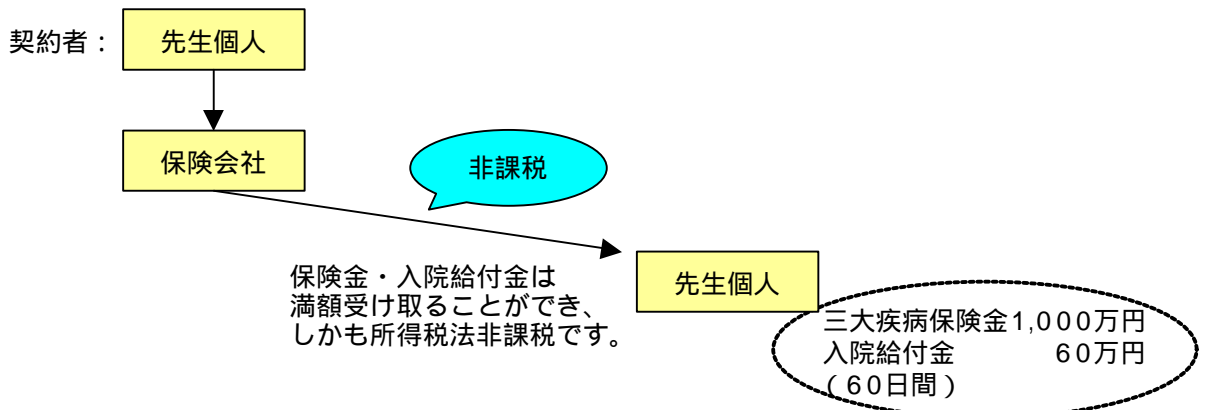 契約者：
先生個人
保険会社
非課税
保険金・入院給付金は
満額受け取ることができ、
しかも所得税法非課税です。
先生個人
三大疾病保険金1,000万円
入院給付金 60万円
（60日間）